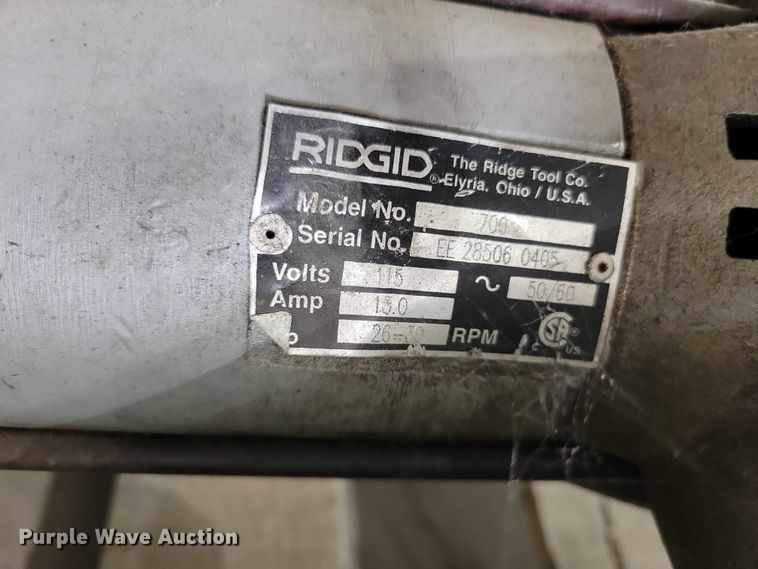 RIDGID®
The Ridge Tool Co.
Elyria, Ohio / U.S.A.
Model No. 700
Serial No. EE 28506 0405
Volts 115 ~ 50/60
Amp 15.0
RPM
Purple Wave Auction